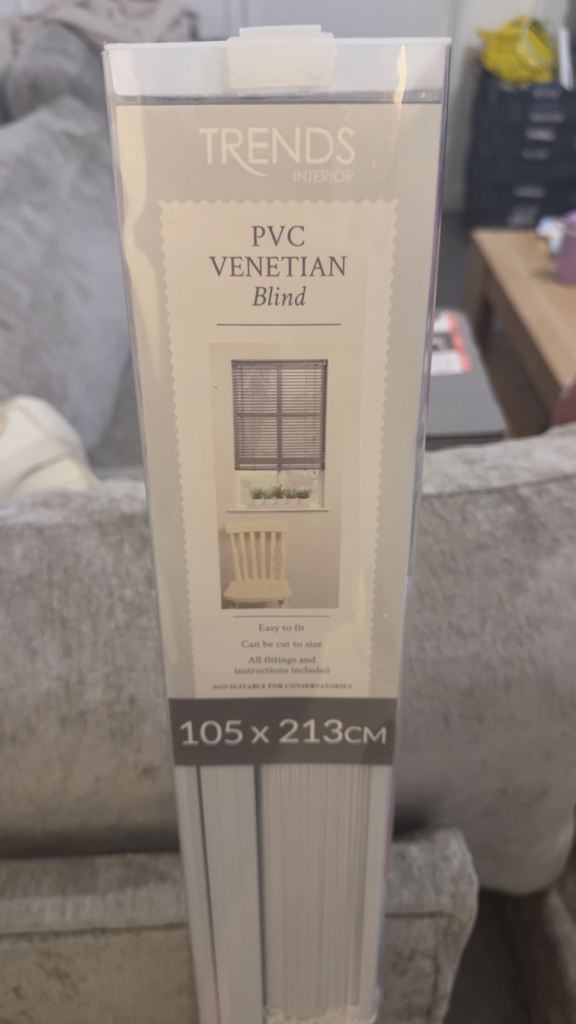 TRENDS
INTERIOR
PVC
VENETIAN
Blind
Easy to fit
Can be cut to size
All fittings and
instructions included
NOT SUITABLE FOR CONSERVATORIES
105 x 213CM